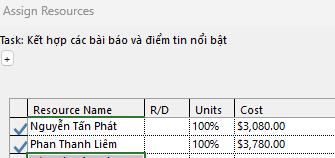 Assign Resources
Task: Kết hợp các bài báo và điểm tin nổi bật
+
Resource Name R/D Units Cost
Nguyễn Tấn Phát 100% $3,080.00
Phan Thanh Liêm 100% $3,780.00